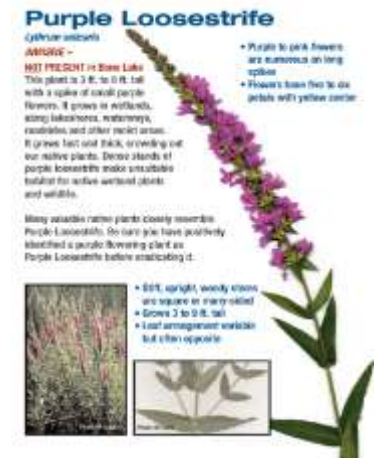 Purple Loosestrife
Lythrum salicaria
INVASIVE –
NOT PRESENT in Bone Lake
This plant is 3 ft. to 8 ft. tall
with a spike of small purple
flowers. It grows in wetlands,
along lakeshores, waterways,
roadsides and other moist areas.
It grows fast and thick, crowding out
our native plants. Dense stands of
purple loosestrife make unsuitable
habitat for native wetland plants
and wildlife.
Many valuable native plants closely resemble
Purple Loosestrife. Be sure you have positively
identified a purple flowering plant as
Purple Loosestrife before eradicating it.
• Purple to pink flowers
are numerous on long
spikes
• Flowers have five to six
petals with yellow center
• Stiff, upright, woody stems
are square or many-sided
• Grows 3 to 8 ft. tall
• Leaf arrangement variable
but often opposite